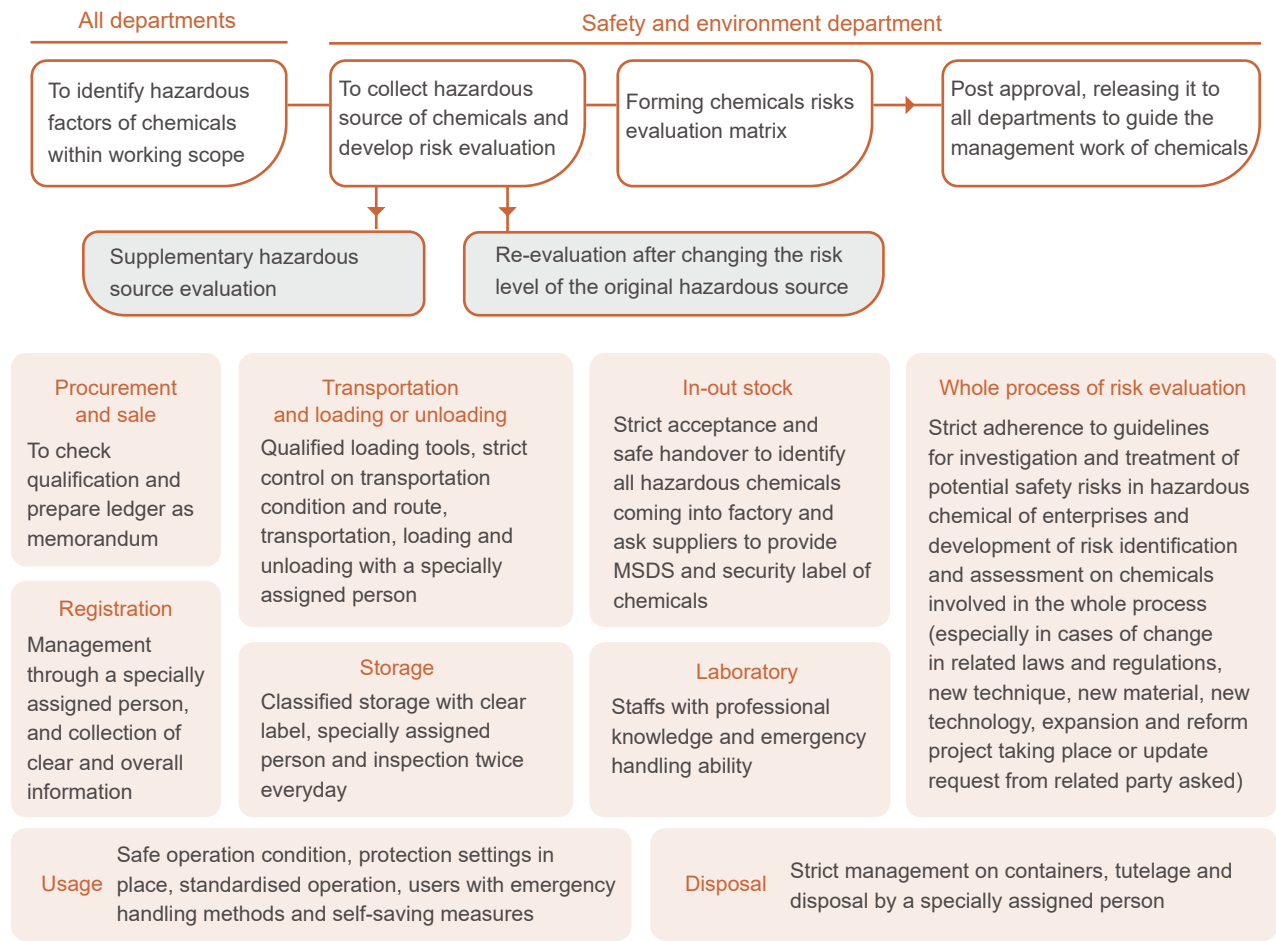 All departments
Safety and environment department
To identify hazardous
factors of chemicals
within working scope
To collect hazardous
source of chemicals and
develop risk evaluation
Forming chemicals risks
evaluation matrix
Post approval, releasing it to
all departments to guide the
management work of chemicals
Supplementary hazardous
source evaluation
Re-evaluation after changing the risk
level of the original hazardous source
Procurement
and sale
To check
qualification and
prepare ledger as
memorandum
Transportation
and loading or unloading
Qualified loading tools, strict
control on transportation
condition and route,
transportation, loading and
unloading with a specially
assigned person
In-out stock
Strict acceptance and
safe handover to identify
all hazardous chemicals
coming into factory and
ask suppliers to provide
MSDS and security label of
chemicals
Whole process of risk evaluation
Strict adherence to guidelines
for investigation and treatment of
potential safety risks in hazardous
chemical of enterprises and
development of risk identification
and assessment on chemicals
involved in the whole process
(especially in cases of change
in related laws and regulations,
new technique, new material, new
technology, expansion and reform
project taking place or update
request from related party asked)
Registration
Management
through a specially
assigned person,
and collection of
clear and overall
information
Storage
Classified storage with clear
label, specially assigned
person and inspection twice
everyday
Laboratory
Staffs with professional
knowledge and emergency
handling ability
Usage
Safe operation condition, protection settings in
place, standardised operation, users with emergency
handling methods and self-saving measures
Disposal
Strict management on containers, tutelage and
disposal by a specially assigned person